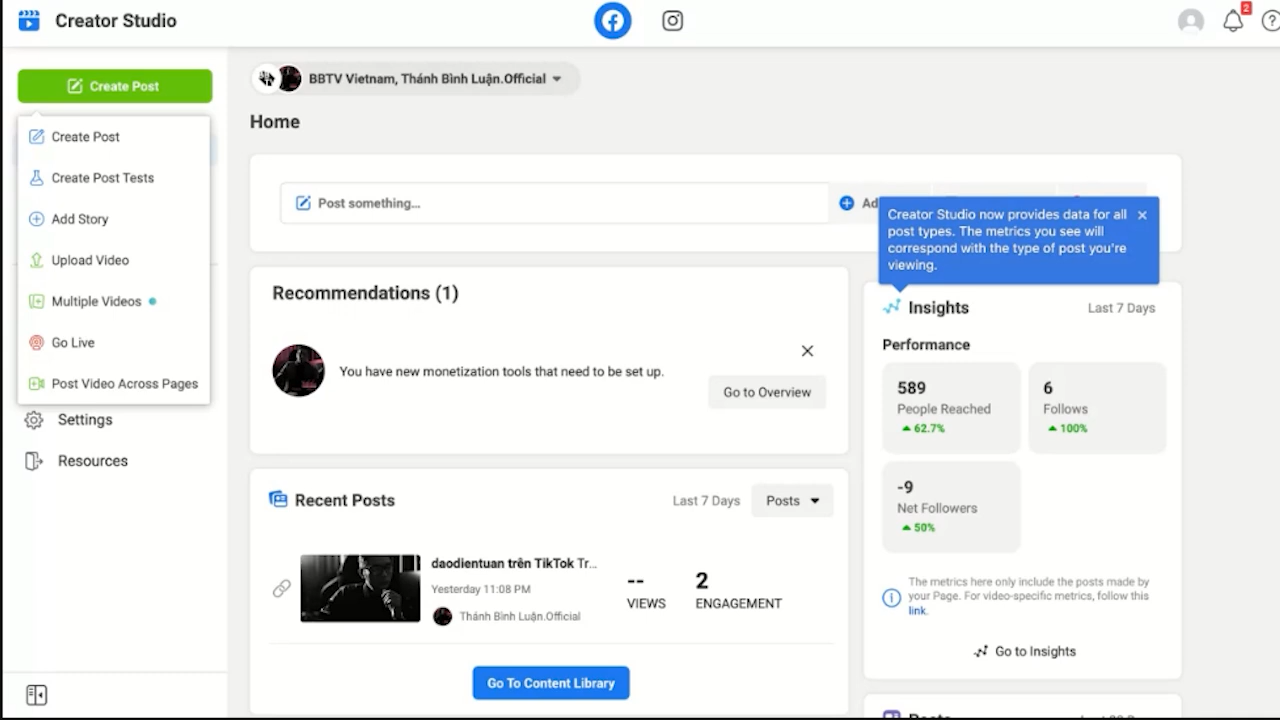 Creator Studio
2
Create Post
BBTV Vietnam, Thánh Bình Luận.Official
Create Post
Create Post Tests
Add Story
Upload Video
Multiple Videos
Go Live
Post Video Across Pages
Settings
Resources
Home
Post something...
Creator Studio now provides data for all
post types. The metrics you see will
correspond with the type of post you're
viewing.
Recommendations (1)
You have new monetization tools that need to be set up.
Go to Overview
Insights
Last 7 Days
Performance
589
People Reached
62.7%
6
Follows
100%
-9
Net Followers
50%
The metrics here only include the posts made by
your Page. For video-specific metrics, follow this
link.
Go to Insights
Recent Posts
Last 7 Days
Posts
daodientuan trên TikTok Tr...
Yesterday 11:08 PM
Thánh Bình Luận.Official
--
VIEWS
2
ENGAGEMENT
Go To Content Library